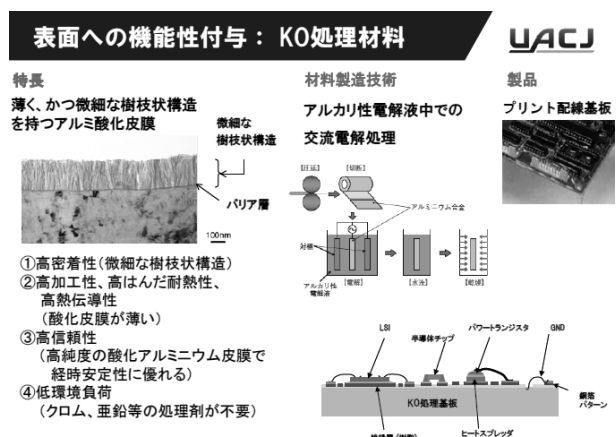 表面への機能性付与： KO処理材料
UACJ
特長
薄く、かつ微細な樹枝状構造
を持つアルミ酸化皮膜
微細な
樹枝状構造
バリア層
100nm
①高密着性（微細な樹枝状構造）
②高加工性、高はんだ耐熱性、
高熱伝導性
（酸化皮膜が薄い）
③高信頼性
（高純度の酸化アルミニウム皮膜で
経時安定性に優れる）
④低環境負荷
（クロム、亜鉛等の処理剤が不要）
材料製造技術
アルカリ性電解液中での
交流電解処理
【圧延】
【切断】
アルミニウム合金
対極
アルカリ性
電解液
【電解】
【水洗】
【乾燥】
製品
プリント配線基板
LSI
半導体チップ
パワートランジスタ
GND
銅箔
パターン
KO処理基板
ヒートスプレッダ